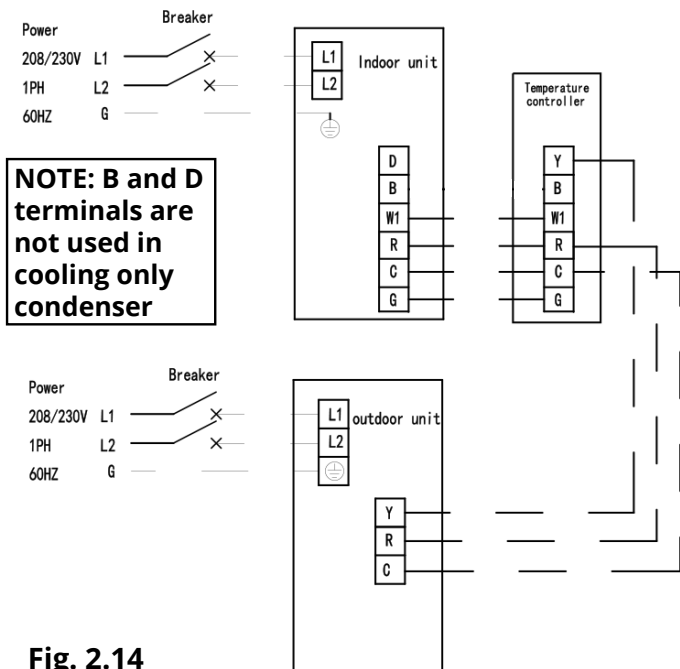 Power
Breaker
208/230V L1
1PH L2
60HZ G
L1
L2
Indoor unit
NOTE: B and D
terminals are
not used in
cooling only
condenser
D
B
W1
R
C
G
Temperature
controller
Y
B
W1
R
C
G
Power
Breaker
208/230V L1
1PH L2
60HZ G
L1
L2
outdoor unit
Y
R
C
Fig. 2.14